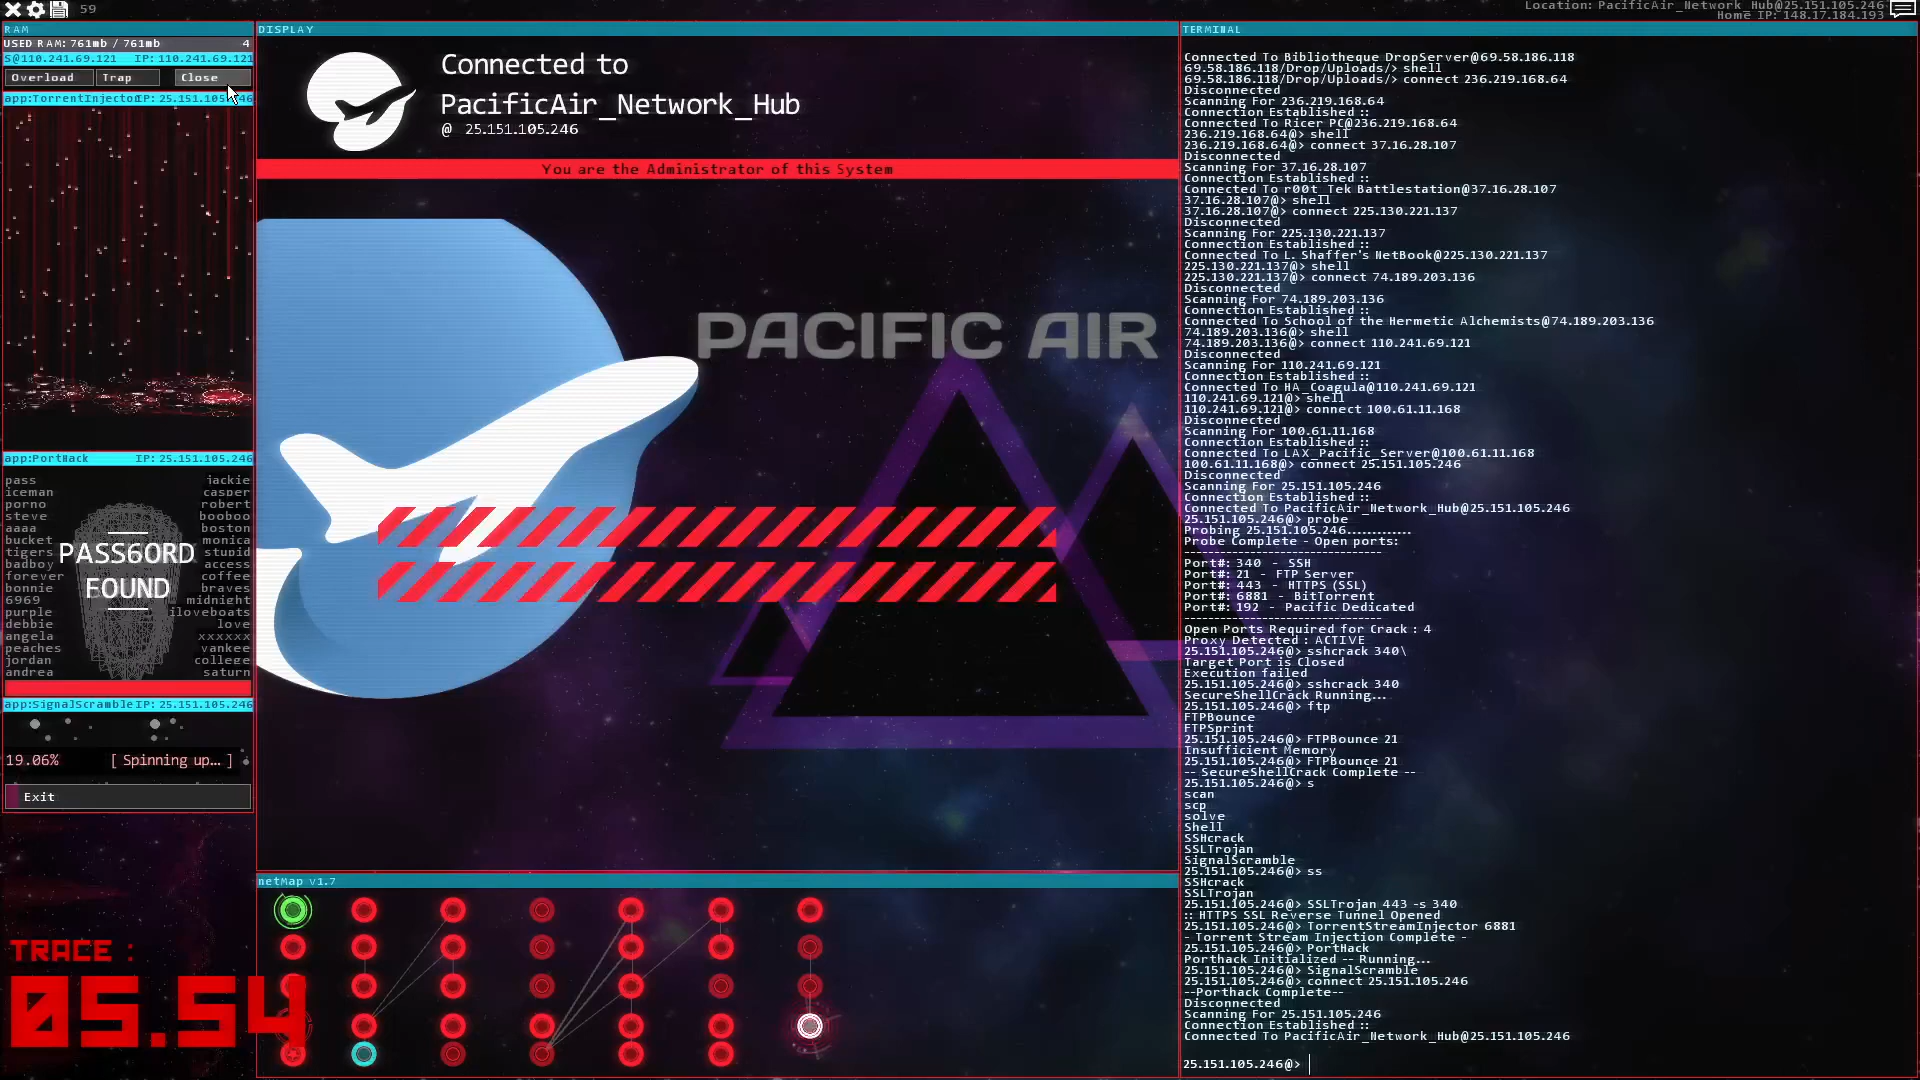 59
Location: PacificAir_Network_Hub@25.151.105.246
Home IP: 148.17.184.193
RAM
USED RAM: 761mb / 761mb 4
S@110.241.69.121 IP: 110.241.69.121
Overload Trap Close
app:TorrentInjector IP: 25.151.105.246
app:PortHack IP: 25.151.105.246
pass jackie
iceman casper
porno robert
steve booboo
aaaa boston
bucket monica
tigers stupid
badboy access
forever coffee
bonnie braves
6969 midnight
purple iloveboats
debbie love
angela xxxxxx
peaches yankee
jordan college
andrea saturn
PASS6ORD
FOUND
app:SignalScramble IP: 25.151.105.246
19.06% [ Spinning up... ]
Exit
TRACE :
05.54
DISPLAY
Connected to
PacificAir_Network_Hub
@ 25.151.105.246
You are the Administrator of this System
PACIFIC AIR
netMap v1.7
TERMINAL
Connected To Bibliotheque DropServer@69.58.186.118
69.58.186.118/Drop/Uploads/> shell
69.58.186.118/Drop/Uploads/> connect 236.219.168.64
Disconnected
Scanning For 236.219.168.64
Connection Established ::
Connected To Ricer PC@236.219.168.64
236.219.168.64@> shell
236.219.168.64@> connect 37.16.28.107
Disconnected
Scanning For 37.16.28.107
Connection Established ::
Connected To r00t_Tek Battlestation@37.16.28.107
37.16.28.107@> shell
37.16.28.107@> connect 225.130.221.137
Disconnected
Scanning For 225.130.221.137
Connection Established ::
Connected To L. Shaffer's NetBook@225.130.221.137
225.130.221.137@> shell
225.130.221.137@> connect 74.189.203.136
Disconnected
Scanning For 74.189.203.136
Connection Established ::
Connected To School of the Hermetic Alchemists@74.189.203.136
74.189.203.136@> shell
74.189.203.136@> connect 110.241.69.121
Disconnected
Scanning For 110.241.69.121
Connection Established ::
Connected To HA_Coagula@110.241.69.121
110.241.69.121@> shell
110.241.69.121@> connect 100.61.11.168
Disconnected
Scanning For 100.61.11.168
Connection Established ::
Connected To LAX_Pacific_Server@100.61.11.168
100.61.11.168@> connect 25.151.105.246
Disconnected
Scanning For 25.151.105.246
Connection Established ::
Connected To PacificAir_Network_Hub@25.151.105.246
25.151.105.246@> probe
Probing 25.151.105.246.............
Probe Complete - Open ports:
---------------------------------
Port#: 340 - SSH
Port#: 21 - FTP Server
Port#: 443 - HTTPS (SSL)
Port#: 6881 - BitTorrent
Port#: 192 - Pacific Dedicated
---------------------------------
Open Ports Required for Crack : 4
Proxy Detected : ACTIVE
25.151.105.246@> sshcrack 340\
Target Port is Closed
Execution failed
25.151.105.246@> sshcrack 340
SecureShellCrack Running...
25.151.105.246@> ftp
FTPBounce
FTPSprint
25.151.105.246@> FTPBounce 21
Insufficient Memory
25.151.105.246@> FTPBounce 21
-- SecureShellCrack Complete --
25.151.105.246@> s
scan
scp
solve
Shell
SSHcrack
SSLTrojan
SignalScramble
25.151.105.246@> ss
SSHcrack
SSLTrojan
25.151.105.246@> SSLTrojan 443 -s 340
:: HTTPS SSL Reverse Tunnel Opened
25.151.105.246@> TorrentStreamInjector 6881
- Torrent Stream Injection Complete -
25.151.105.246@> PortHack
Porthack Initialized -- Running...
25.151.105.246@> SignalScramble
25.151.105.246@> connect 25.151.105.246
--Porthack Complete--
Disconnected
Scanning For 25.151.105.246
Connection Established ::
Connected To PacificAir_Network_Hub@25.151.105.246
25.151.105.246@>